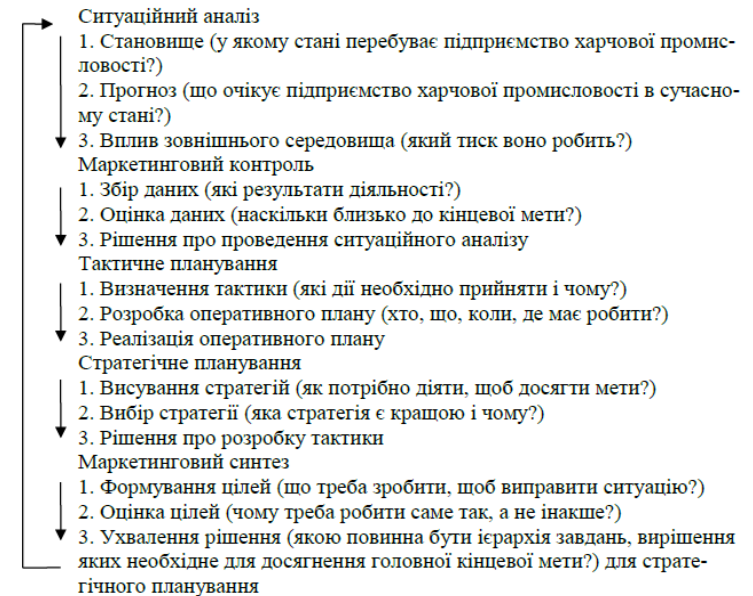 Ситуаційний аналіз
1. Становище (у якому стані перебуває підприємство харчової промис-
ловості?)
2. Прогноз (що очікує підприємство харчової промисловості в сучасно-
му стані?)
3. Вплив зовнішнього середовища (який тиск воно робить?)
Маркетинговий контроль
1. Збір даних (які результати діяльності?)
2. Оцінка даних (наскільки близько до кінцевої мети?)
3. Рішення про проведення ситуаційного аналізу
Тактичне планування
1. Визначення тактики (які дії необхідно прийняти і чому?)
2. Розробка оперативного плану (хто, що, коли, де має робити?)
3. Реалізація оперативного плану
Стратегічне планування
1. Висування стратегій (як потрібно діяти, щоб досягти мети?)
2. Вибір стратегії (яка стратегія є кращою і чому?)
3. Рішення про розробку тактики
Маркетинговий синтез
1. Формування цілей (що треба зробити, щоб виправити ситуацію?)
2. Оцінка цілей (чому треба робити саме так, а не інакше?)
3. Ухвалення рішення (якою повинна бути ієрархія завдань, вирішення
яких необхідне для досягнення головної кінцевої мети?) для страте-
гічного планування